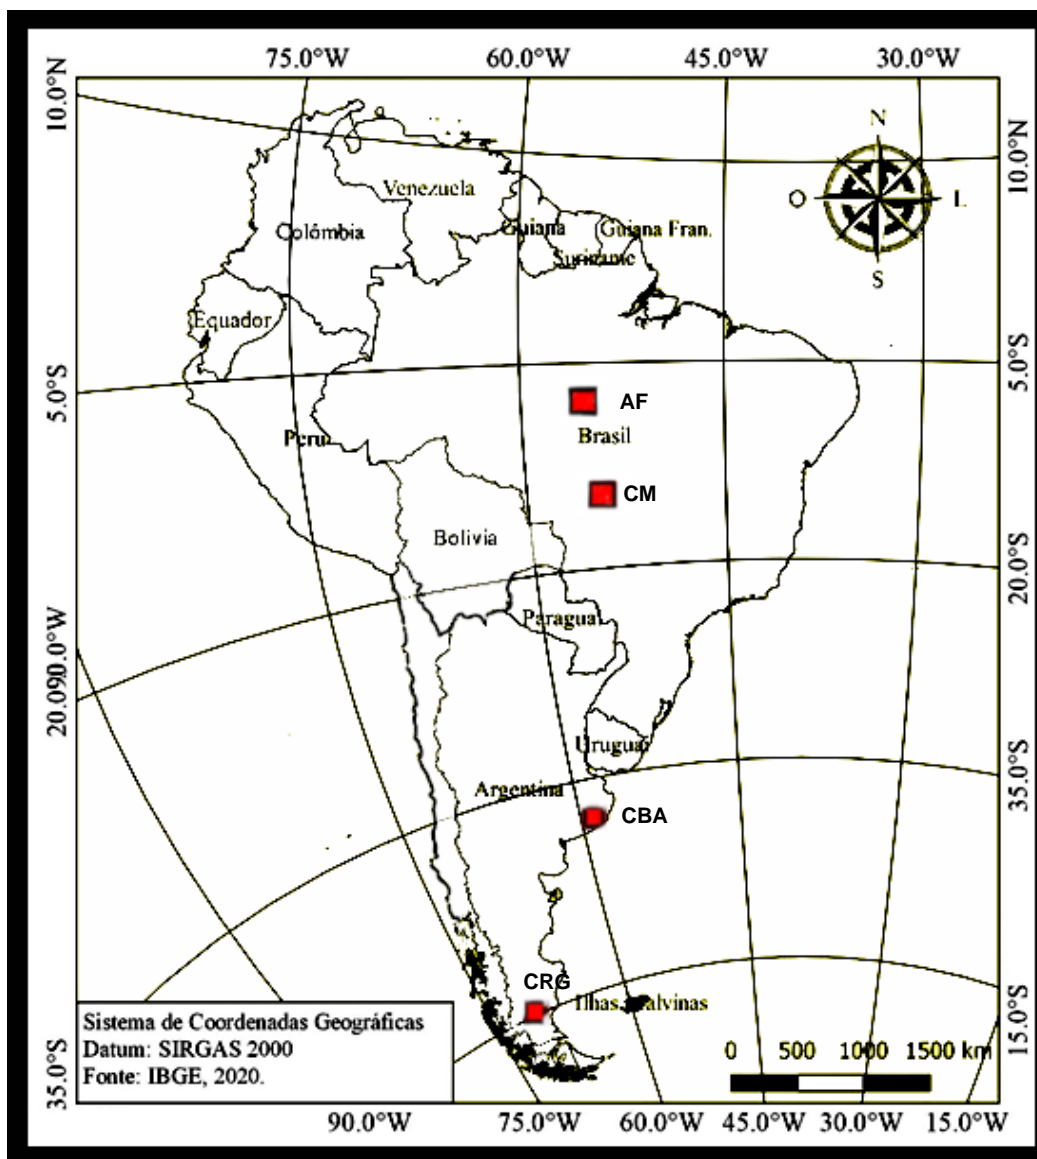 75.0°W 60.0°W 45.0°W 30.0°W
10.0°N
10.0°N
N
O L
S
Venezuela
Colômbia
Guiana
Guiana Fran.
Suriname
Equador
5.0°S
5.0°S
AF
Brasil
Peru
CM
Bolivia
20.0°S
Paraguai
20.090.0°W
Uruguai
35.0°S
Argentina
CBA
CRG
Ilhas Malvinas
15.0°S
35.0°S
Sistema de Coordenadas Geográficas
Datum: SIRGAS 2000
Fonte: IBGE, 2020.
0 500 1000 1500 km
90.0°W 75.0°W 60.0°W 45.0°W 30.0°W 15.0°W